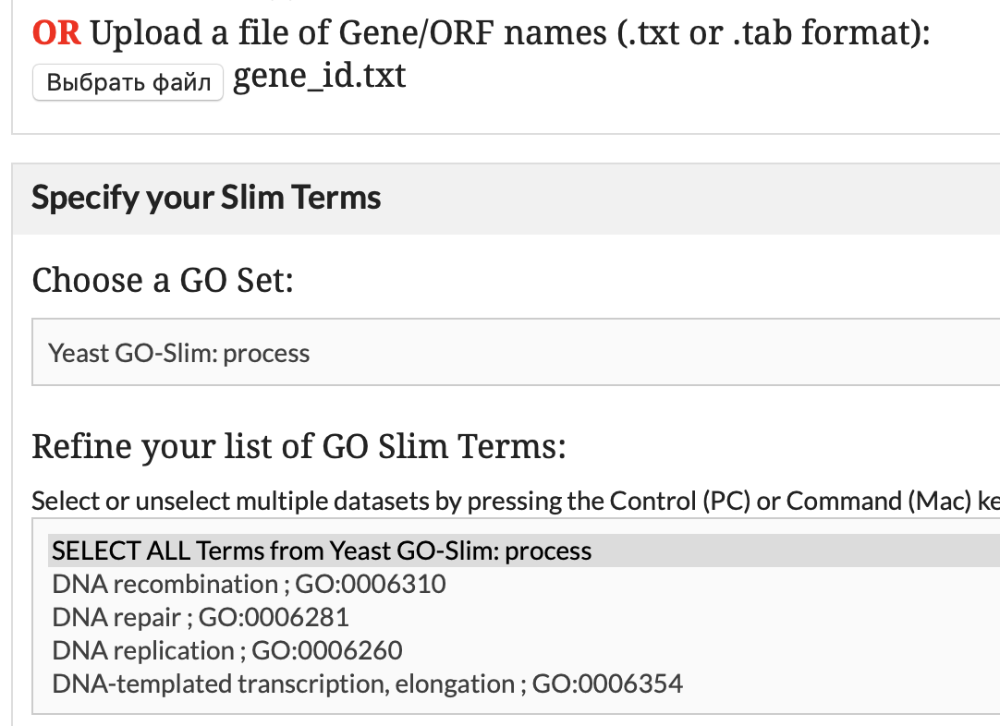 OR Upload a file of Gene/ORF names (.txt or .tab format):
Выбрать файл gene_id.txt
Specify your Slim Terms
Choose a GO Set:
Yeast GO-Slim: process
Refine your list of GO Slim Terms:
Select or unselect multiple datasets by pressing the Control (PC) or Command (Mac) ke
SELECT ALL Terms from Yeast GO-Slim: process
DNA recombination ; GO:0006310
DNA repair ; GO:0006281
DNA replication ; GO:0006260
DNA-templated transcription, elongation ; GO:0006354